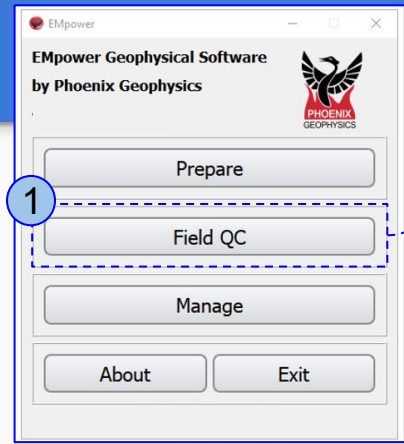 EMpower
EMpower Geophysical Software
by Phoenix Geophysics
PHOENIX
GEOPHYSICS
Prepare
1
Field QC
Manage
About
Exit